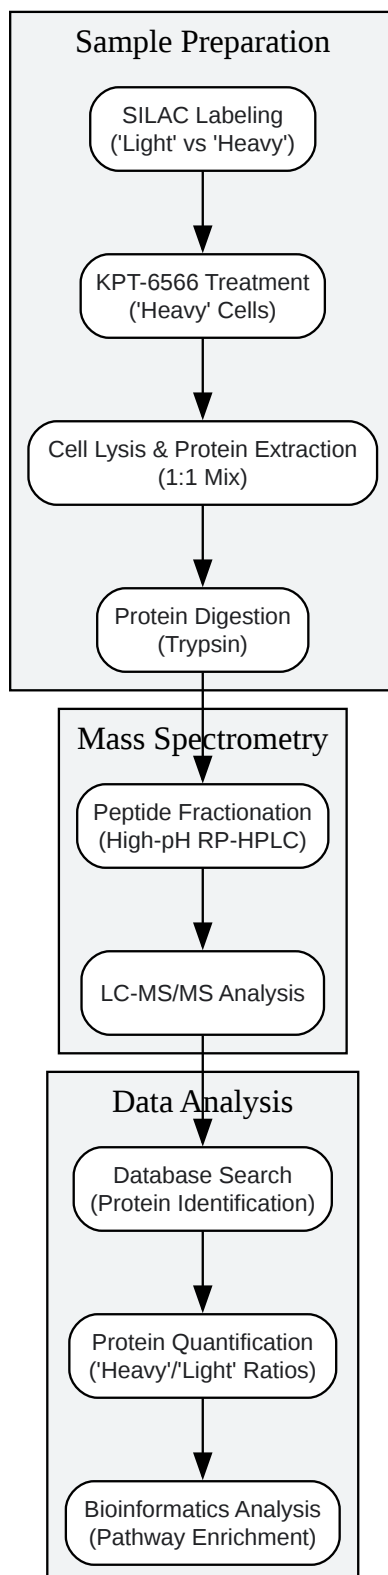 Sample Preparation
SILAC Labeling
('Light' vs 'Heavy')
KPT-6566 Treatment
('Heavy' Cells)
Cell Lysis & Protein Extraction
(1:1 Mix)
Protein Digestion
(Trypsin)
Mass Spectrometry
Peptide Fractionation
(High-pH RP-HPLC)
LC-MS/MS Analysis
Data Analysis
Database Search
(Protein Identification)
Protein Quantification
('Heavy'/'Light' Ratios)
Bioinformatics Analysis
(Pathway Enrichment)